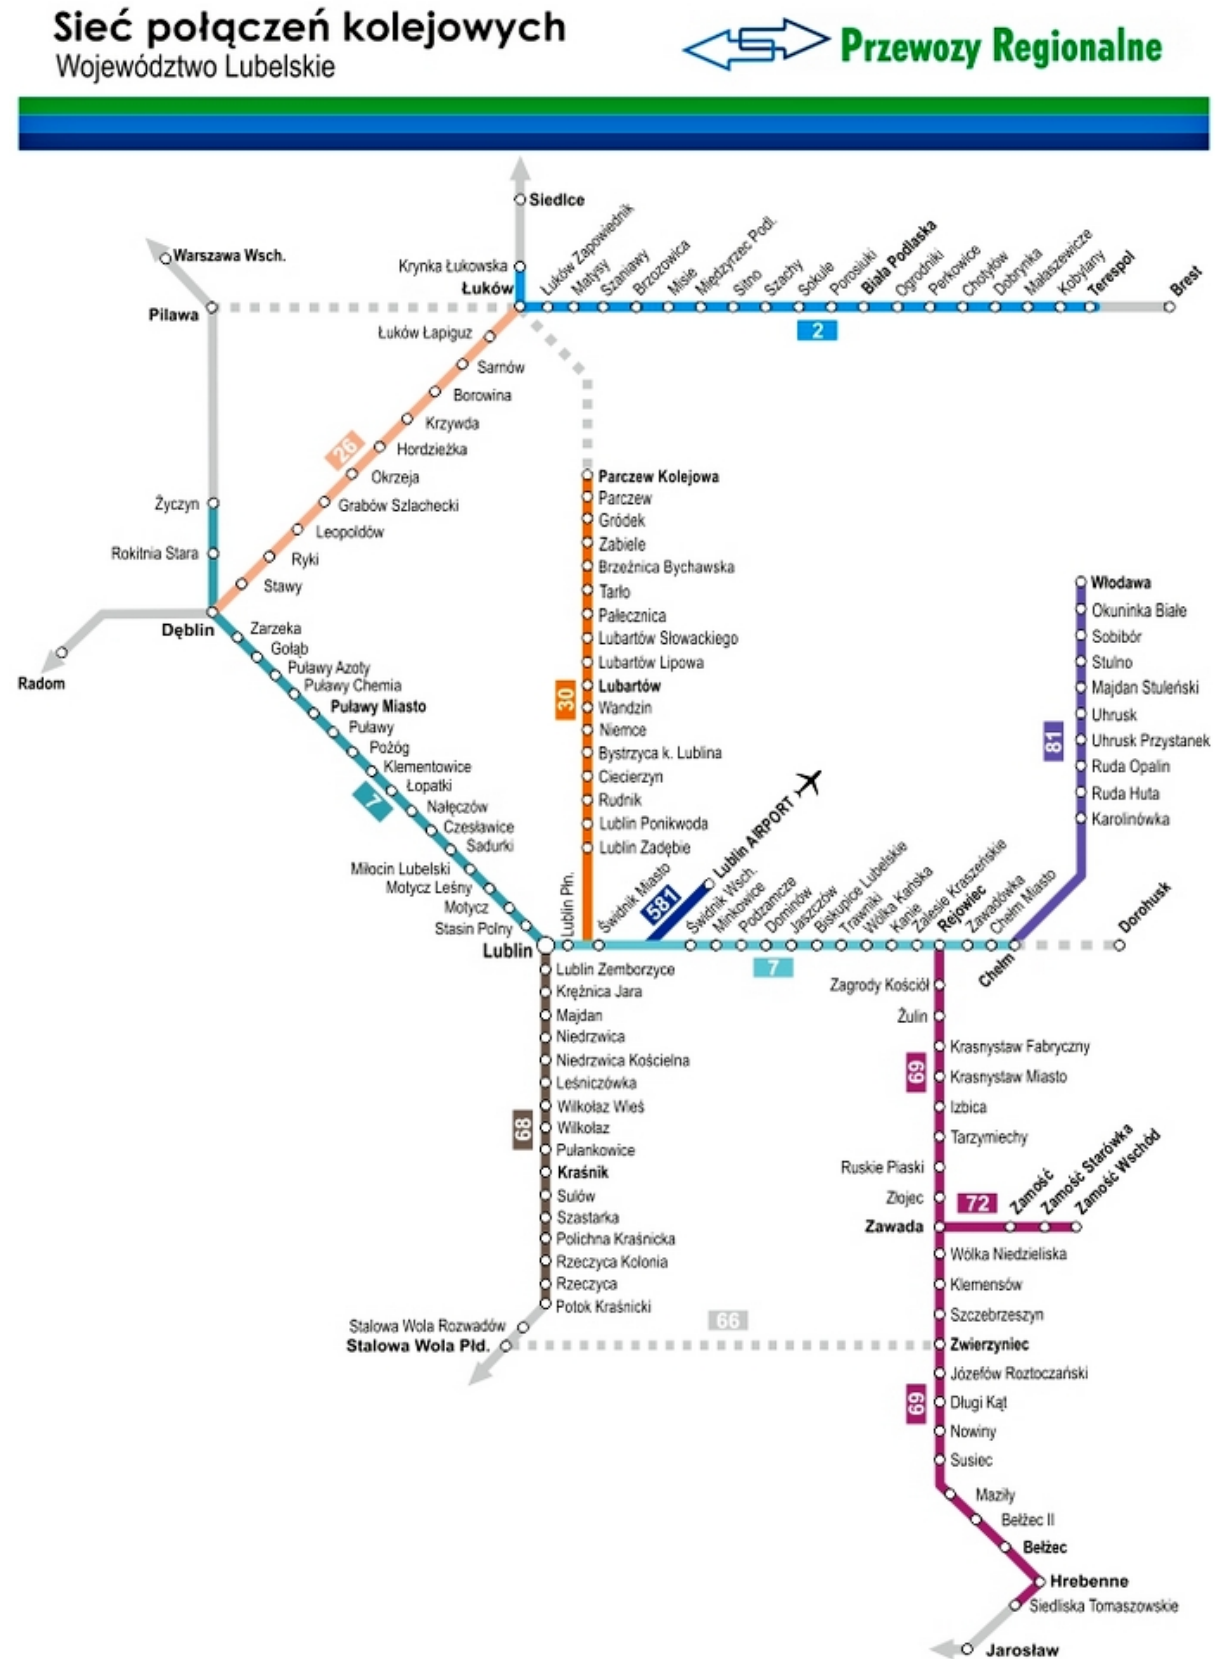 Sieć połączeń kolejowych
Województwo Lubelskie
Przewozy Regionalne
Siedlce
Warszawa Wsch.
Krynka Łukowska
Łuków
Pilawa
Luków Zapowiednik
Matysy
Szaniawy
Brzozowica
Misie
Międzyrzec Podl.
Sitno
Szachy
Sokule
Porosiuki
Biala Podlaska
Ogrodniki
Perkowice
Chotyłów
Dobrynka
Małaszewicze
Kobylany
Terespol
Brest
2
Łuków Łapiguz
Sarnów
Borowina
Krzywda
Hordzieżka
26
Okrzeja
Grabów Szlachecki
Leopoldów
Ryki
Stawy
Życzyn
Rokitnia Stara
Dęblin
Radom
Zarzeka
Gołąb
Puławy Azoty
Puławy Chemia
Puławy Miasto
Puławy
Pożóg
Klementowice
Łopatki
7
Nałęczów
Czesławice
Sadurki
Miłocin Lubelski
Motycz Leśny
Motycz
Stasin Polny
Lublin
Parczew Kolejowa
Parczew
Gródek
Zabiele
Brzeźnica Bychawska
Tarło
Pałecznica
Lubartów Słowackiego
Lubartów Lipowa
Lubartów
30
Wandzin
Niemce
Bystrzyca k. Lublina
Ciecierzyn
Rudnik
Lublin Ponikwoda
Lublin Zadębie
Włodawa
Okuninka Białe
Sobibór
Stulno
Majdan Stuleński
Uhrusk
81
Uhrusk Przystanek
Ruda Opalin
Ruda Huta
Karolinówka
Lublin Płn.
Świdnik Miasto
581
Lublin AIRPORT
Świdnik Wsch.
Minkowice
Podzamcze
Dominów
Jaszczów
Biskupice Lubelskie
Trawniki
Wólka Kańska
Kanie
Zalesie Kraszeńskie
Rejowiec
Zawadówka
Chełm Miasto
Chełm
Dorohusk
7
Lublin Zemborzyce
Krężnica Jara
Majdan
Niedrzwica
Niedrzwica Kościelna
Leśniczówka
Wilkołaz Wieś
68
Wilkołaz
Pułankowice
Kraśnik
Sulów
Szastarka
Polichna Kraśnicka
Rzeczyca Kolonia
Rzeczyca
Potok Kraśnicki
Stalowa Wola Rozwadów
Stalowa Wola Płd.
66
Zagrody Kościół
Żulin
Krasnystaw Fabryczny
69
Krasnystaw Miasto
Izbica
Tarzymiechy
Ruskie Piaski
Złojec
Zawada
72
Zamość
Zamość Starówka
Zamość Wschód
Wólka Niedzieliska
Klemensów
Szczebrzeszyn
Zwierzyniec
Józefów Roztoczański
69
Długi Kąt
Nowiny
Susiec
Maziły
Bełżec II
Bełżec
Hrebenne
Siedliska Tomaszowskie
Jarosław